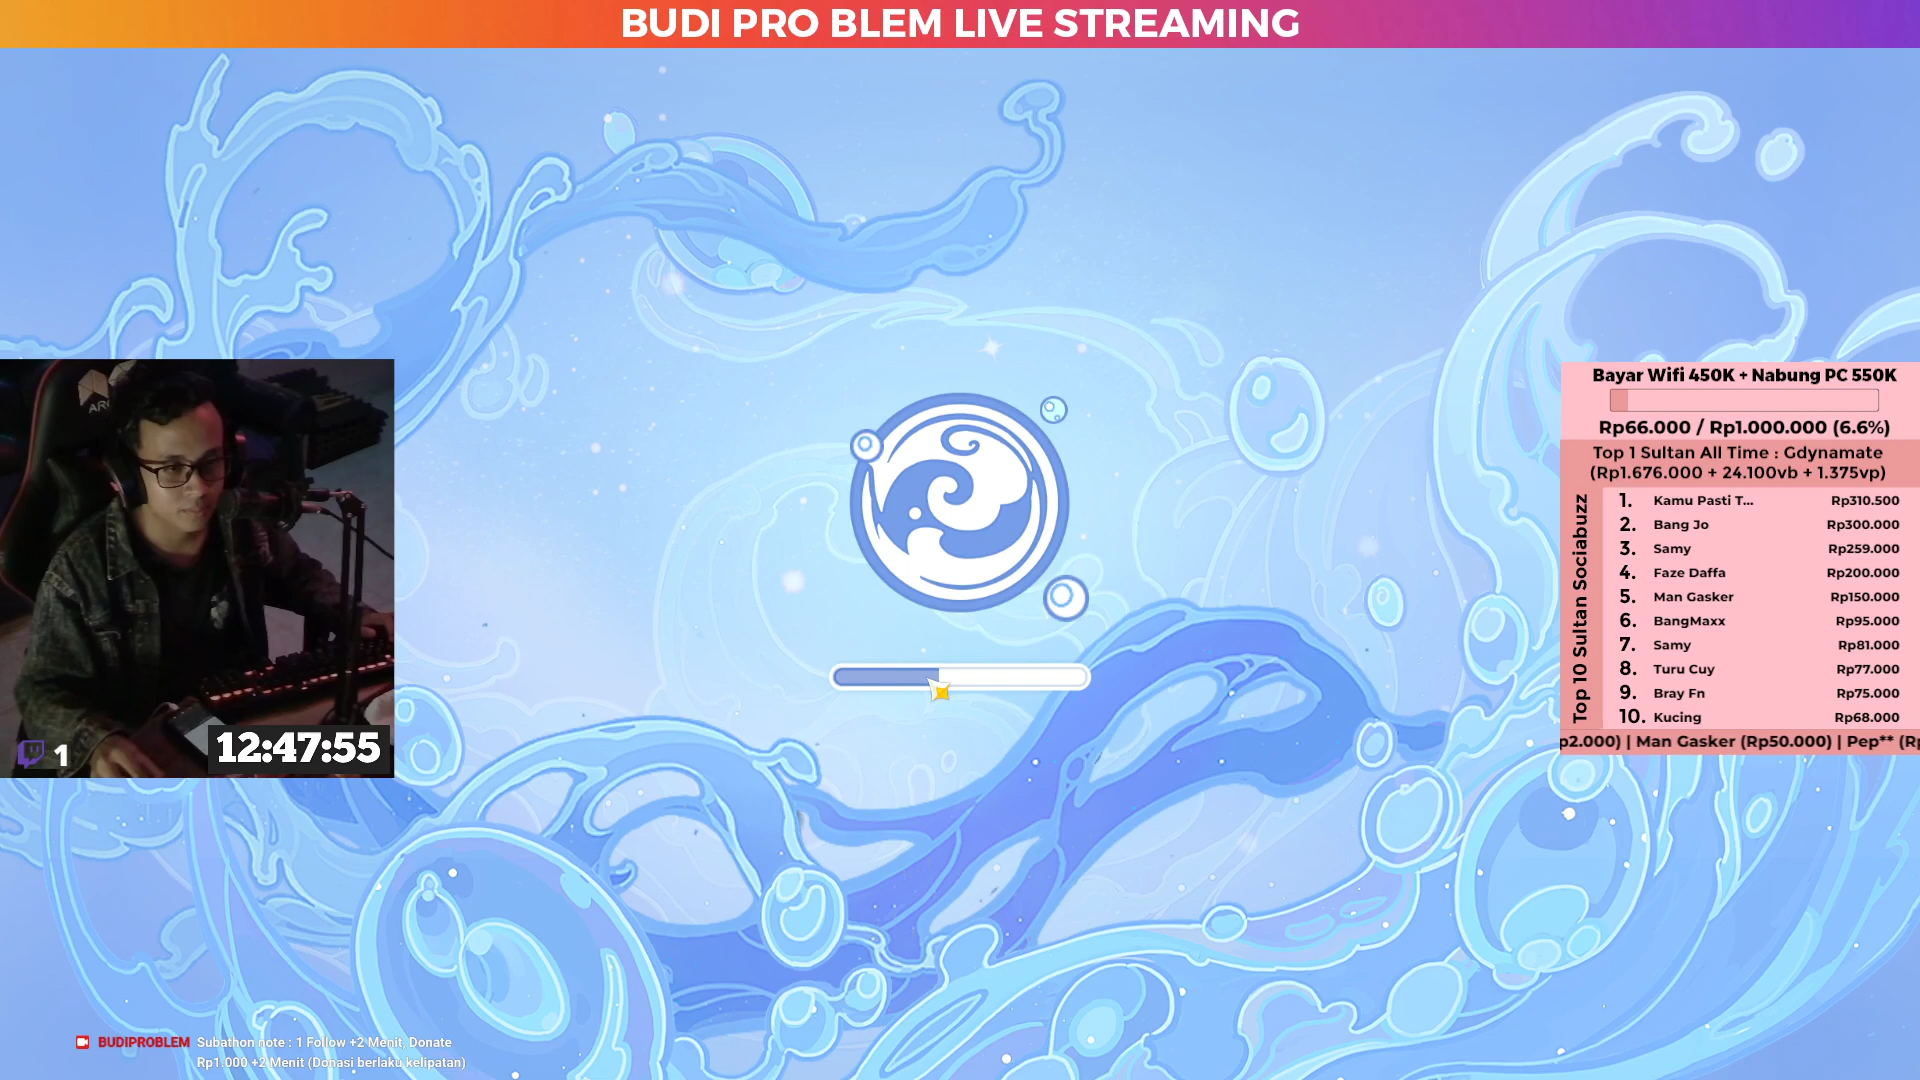 BUDI PRO BLEM LIVE STREAMING
Bayar Wifi 450K + Nabung PC 550K
Rp66.000 / Rp1.000.000 (6.6%)
Top 1 Sultan All Time : Gdynamate
(Rp1.676.000 + 24.100vb + 1.375vp)
Top 10 Sultan Sociabuzz
1. Kamu Pasti T... Rp310.500
2. Bang Jo Rp300.000
3. Samy Rp259.000
4. Faze Daffa Rp200.000
5. Man Gasker Rp150.000
6. BangMaxx Rp95.000
7. Samy Rp81.000
8. Turu Cuy Rp77.000
9. Bray Fn Rp75.000
10. Kucing Rp68.000
p2.000) | Man Gasker (Rp50.000) | Pep** (Rp
1
12:47:55
BUDIPROBLEM Subathon note : 1 Follow +2 Menit, Donate
Rp1.000 +2 Menit (Donasi berlaku kelipatan)